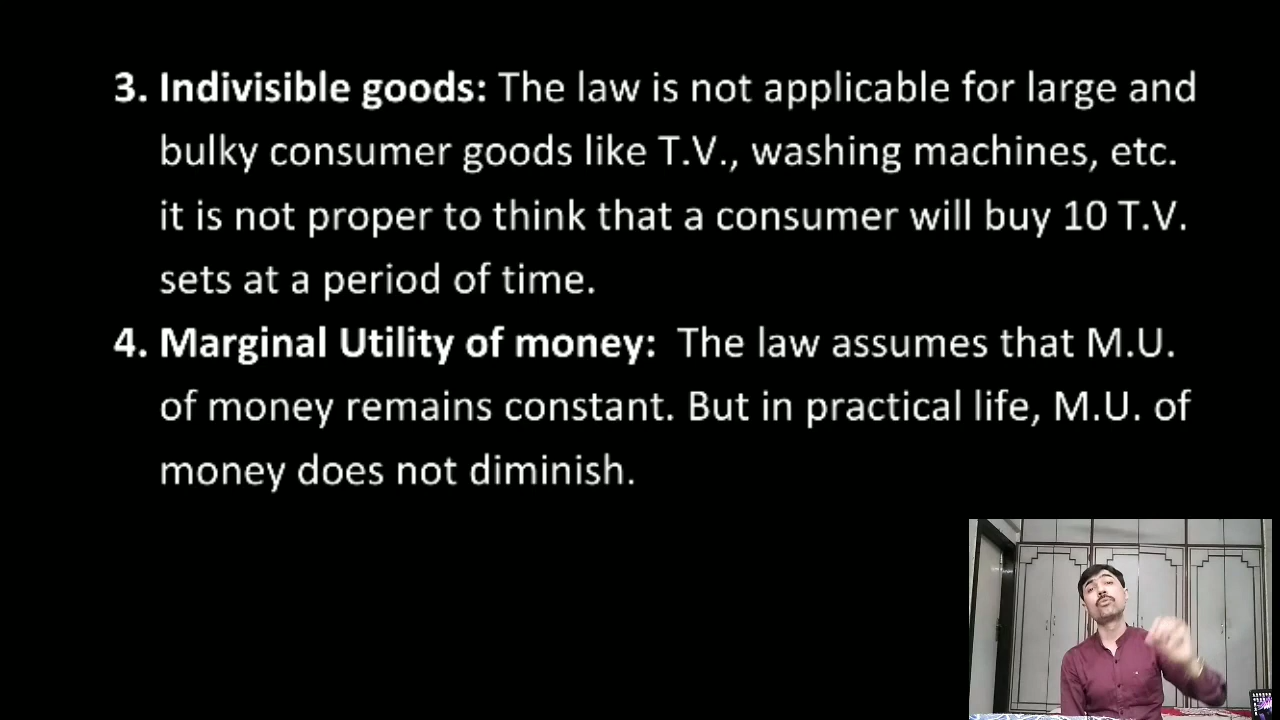 3. Indivisible goods: The law is not applicable for large and
bulky consumer goods like T.V., washing machines, etc.
it is not proper to think that a consumer will buy 10 T.V.
sets at a period of time.
4. Marginal Utility of money: The law assumes that M.U.
of money remains constant. But in practical life, M.U. of
money does not diminish.